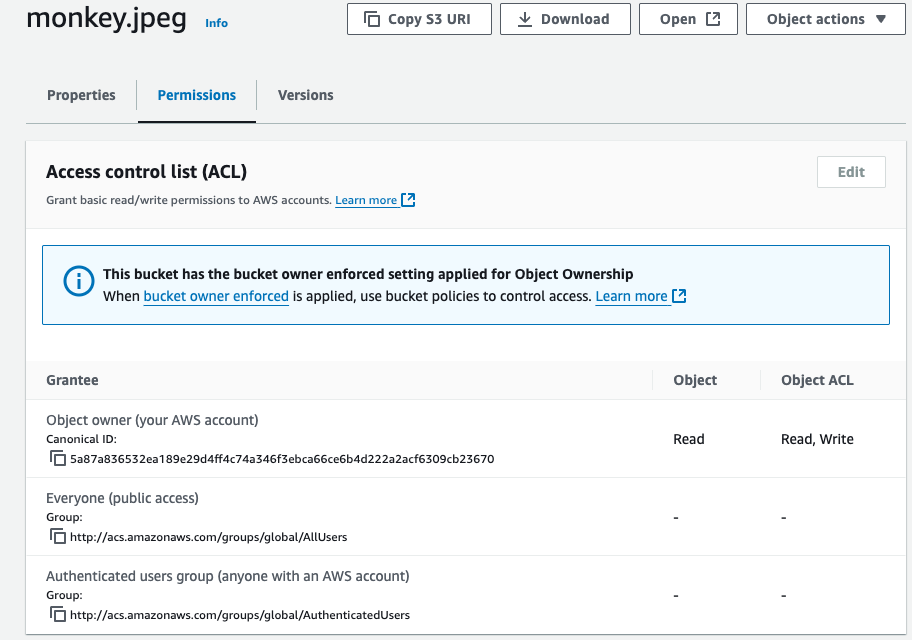 monkey.jpeg Info Copy S3 URI Download Open Object actions ▼
Properties Permissions Versions
Access control list (ACL) Edit
Grant basic read/write permissions to AWS accounts. Learn more
This bucket has the bucket owner enforced setting applied for Object Ownership
When bucket owner enforced is applied, use bucket policies to control access. Learn more
Grantee Object Object ACL
Object owner (your AWS account)
Canonical ID: Read Read, Write
5a87a836532ea189e29d4ff4c74a346f3ebca66ce6b4d222a2acf6309cb23670
Everyone (public access)
Group: - -
http://acs.amazonaws.com/groups/global/AllUsers
Authenticated users group (anyone with an AWS account)
Group: - -
http://acs.amazonaws.com/groups/global/AuthenticatedUsers